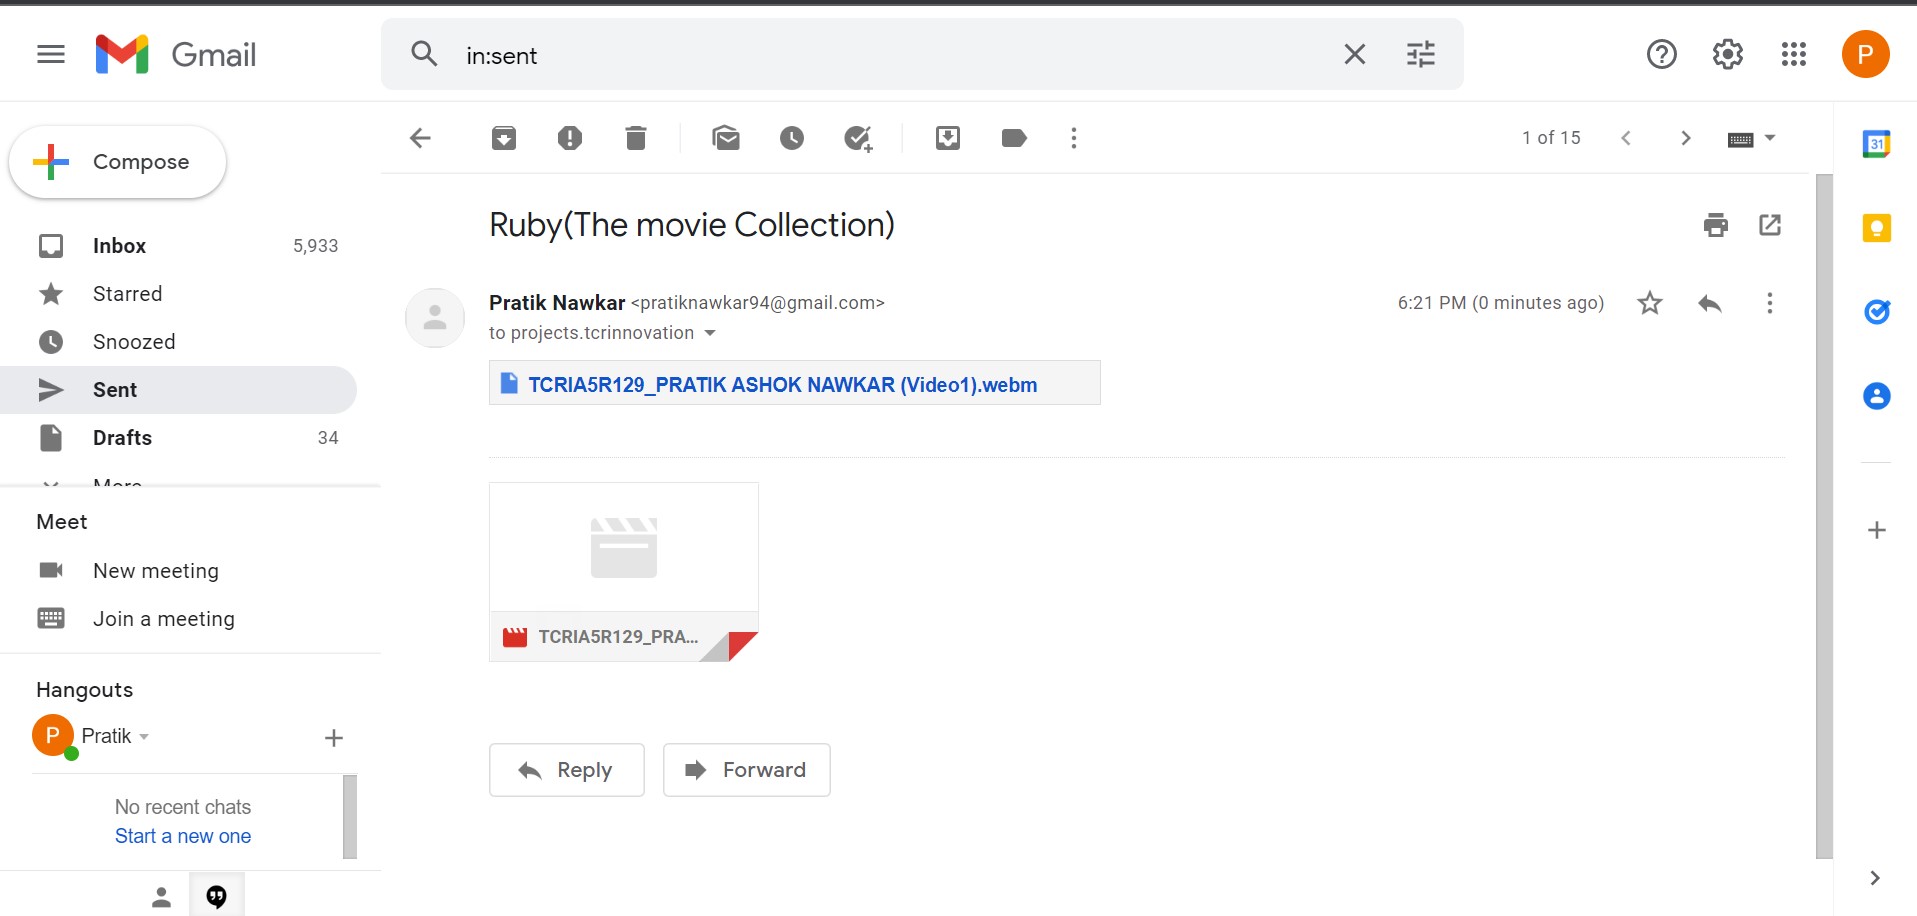 Gmail
in:sent
P
Compose
1 of 15
31
Inbox 5,933
Starred
Snoozed
Sent
Drafts 34
More
Ruby(The movie Collection)
Pratik Nawkar <pratiknawkar94@gmail.com>
6:21 PM (0 minutes ago)
to projects.tcrinnovation
TCRIA5R129_PRATIK ASHOK NAWKAR (Video1).webm
TCRIA5R129_PRA...
Reply
Forward
Meet
New meeting
Join a meeting
Hangouts
P Pratik
No recent chats
Start a new one